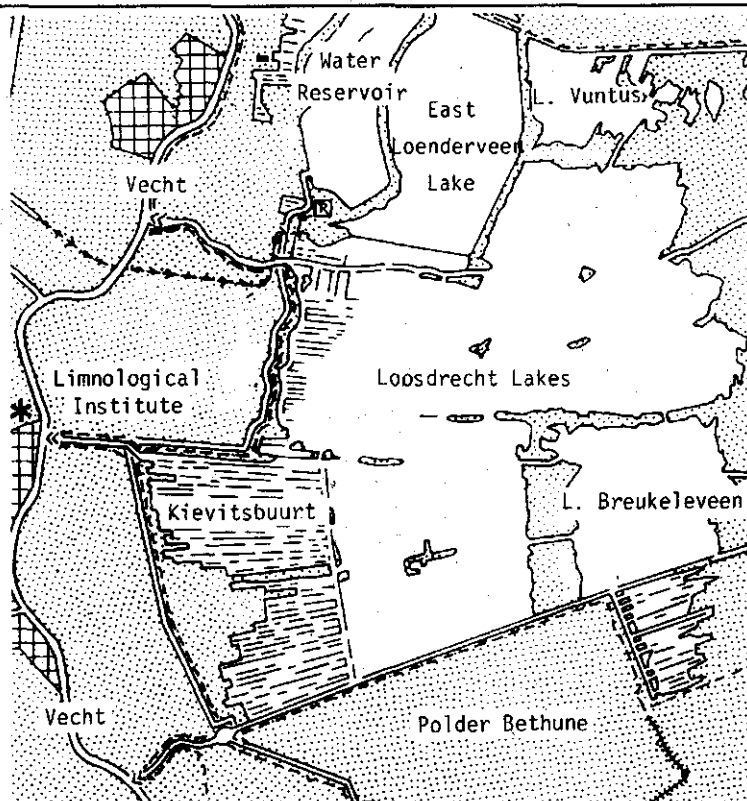 Water
Reservoir
East
Loenderveen
Lake
L. Vuntus
Vecht
Limnological
Institute
Loosdrecht Lakes
Kievitsbuurt
L. Breukeleveen
Vecht
Polder Bethune